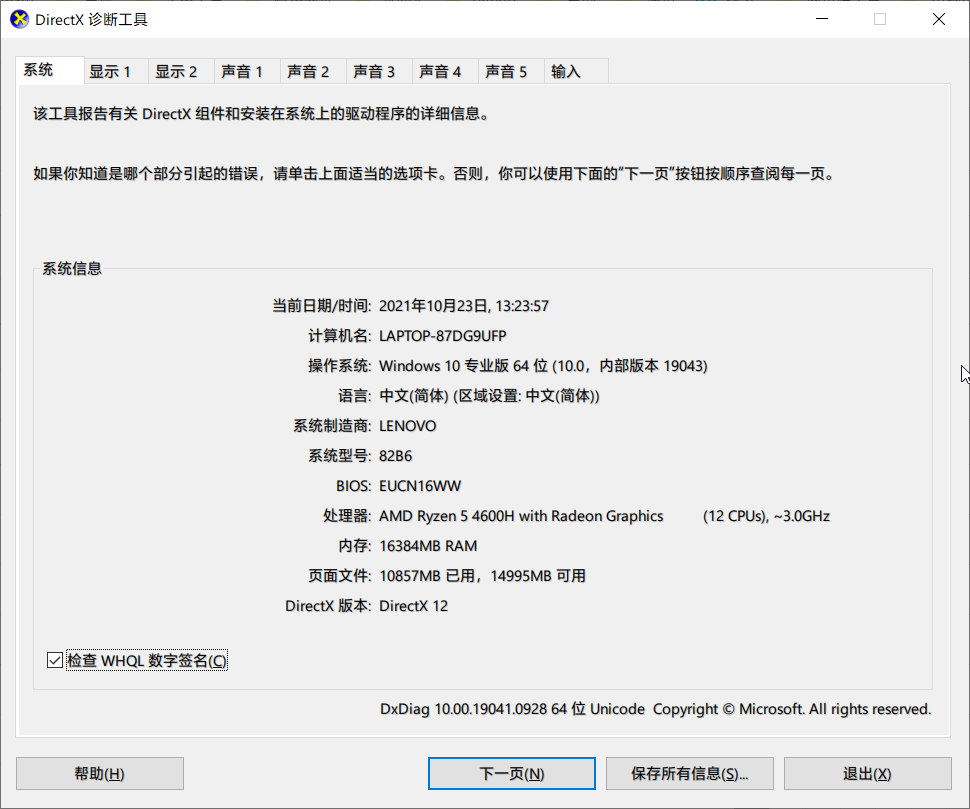 DirectX 诊断工具
系统 显示 1 显示 2 声音 1 声音 2 声音 3 声音 4 声音 5 输入
该工具报告有关 DirectX 组件和安装在系统上的驱动程序的详细信息。
如果你知道是哪个部分引起的错误，请单击上面适当的选项卡。否则，你可以使用下面的"下一页"按钮按顺序查阅每一页。
系统信息
当前日期/时间: 2021年10月23日, 13:23:57
计算机名: LAPTOP-87DG9UFP
操作系统: Windows 10 专业版 64 位 (10.0，内部版本 19043)
语言: 中文(简体) (区域设置: 中文(简体))
系统制造商: LENOVO
系统型号: 82B6
BIOS: EUCN16WW
处理器: AMD Ryzen 5 4600H with Radeon Graphics (12 CPUs), ~3.0GHz
内存: 16384MB RAM
页面文件: 10857MB 已用，14995MB 可用
DirectX 版本: DirectX 12
检查 WHQL 数字签名(C)
DxDiag 10.00.19041.0928 64 位 Unicode Copyright © Microsoft. All rights reserved.
帮助(H) 下一页(N) 保存所有信息(S)... 退出(X)